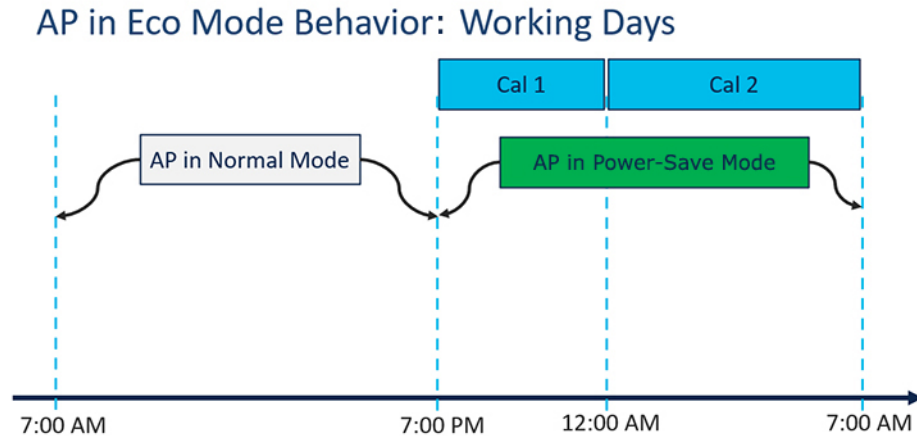 AP in Eco Mode Behavior: Working Days
Cal 1
Cal 2
AP in Normal Mode
AP in Power-Save Mode
7:00 AM
7:00 PM
12:00 AM
7:00 AM